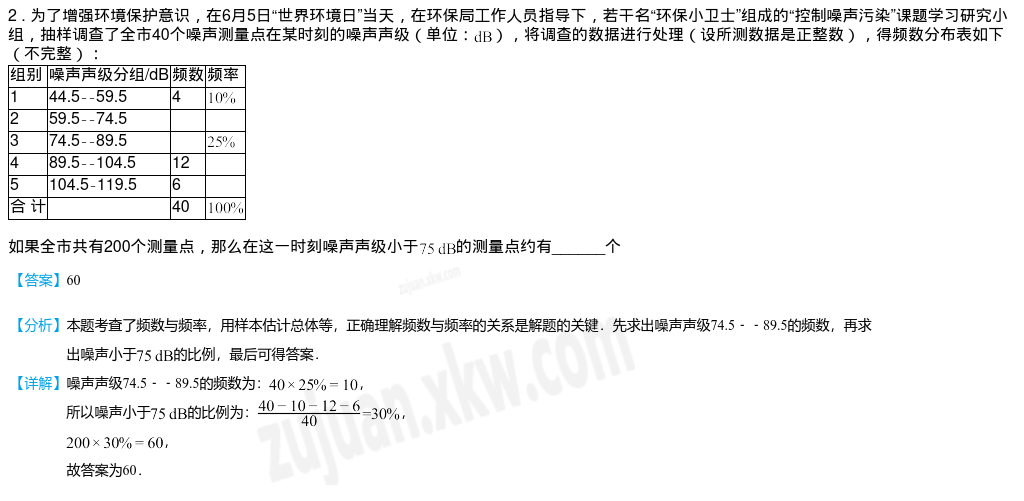 2．为了增强环境保护意识，在6月5日“世界环境日”当天，在环保局工作人员指导下，若干名“环保小卫士”组成的“控制噪声污染”课题学习研究小
组，抽样调查了全市40个噪声测量点在某时刻的噪声声级（单位：dB），将调查的数据进行处理（设所测数据是正整数），得频数分布表如下
（不完整）：
组别 噪声声级分组/dB 频数 频率
1 44.5--59.5 4 10%
2 59.5--74.5
3 74.5--89.5 25%
4 89.5--104.5 12
5 104.5-119.5 6
合 计 40 100%
如果全市共有200个测量点，那么在这一时刻噪声声级小于75 dB的测量点约有______个
【答案】60
【分析】本题考查了频数与频率，用样本估计总体等，正确理解频数与频率的关系是解题的关键．先求出噪声声级74.5﹣﹣89.5的频数，再求
出噪声小于75 dB的比例，最后可得答案．
【详解】噪声声级74.5﹣﹣89.5的频数为：40×25%=10，
所以噪声小于75 dB的比例为：(40−10−12−6)/40=30%，
200×30%=60，
故答案为60．
zujuan.xkw.com
zujuan.xkw.com